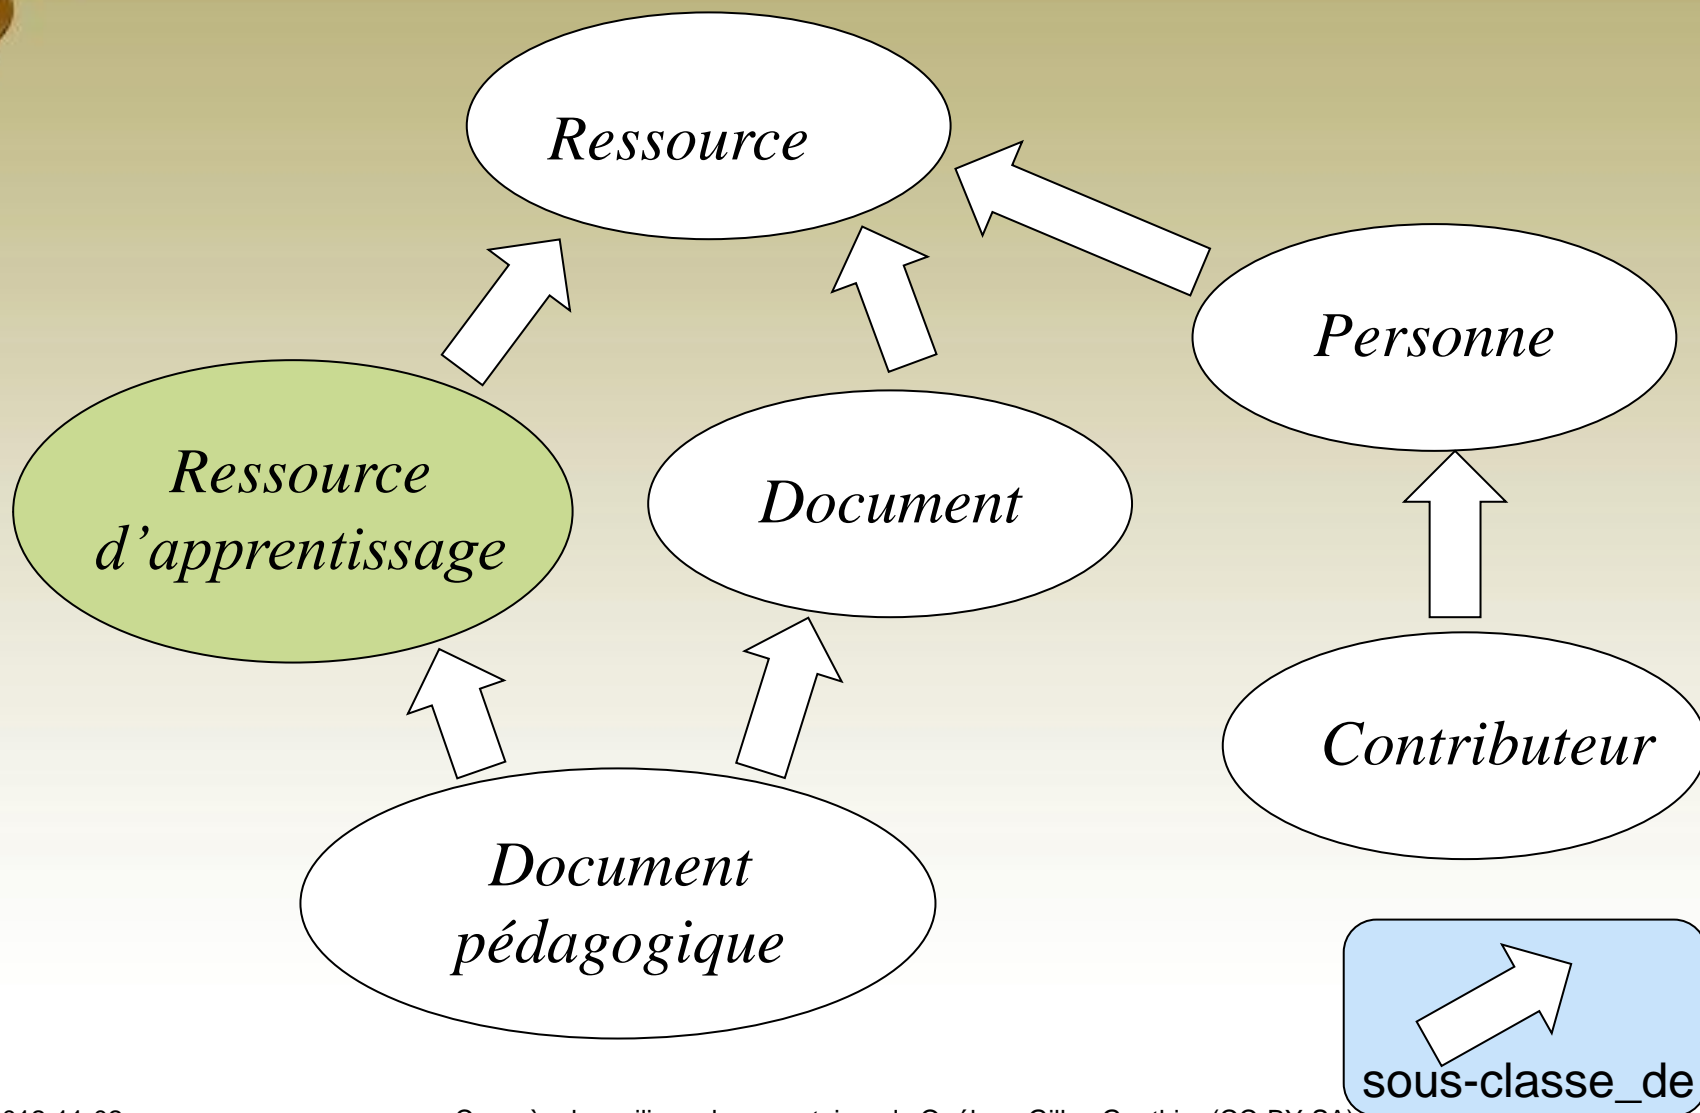 Ressource
Personne
Ressource
d’apprentissage
Document
Contributeur
Document
pédagogique
sous-classe_de